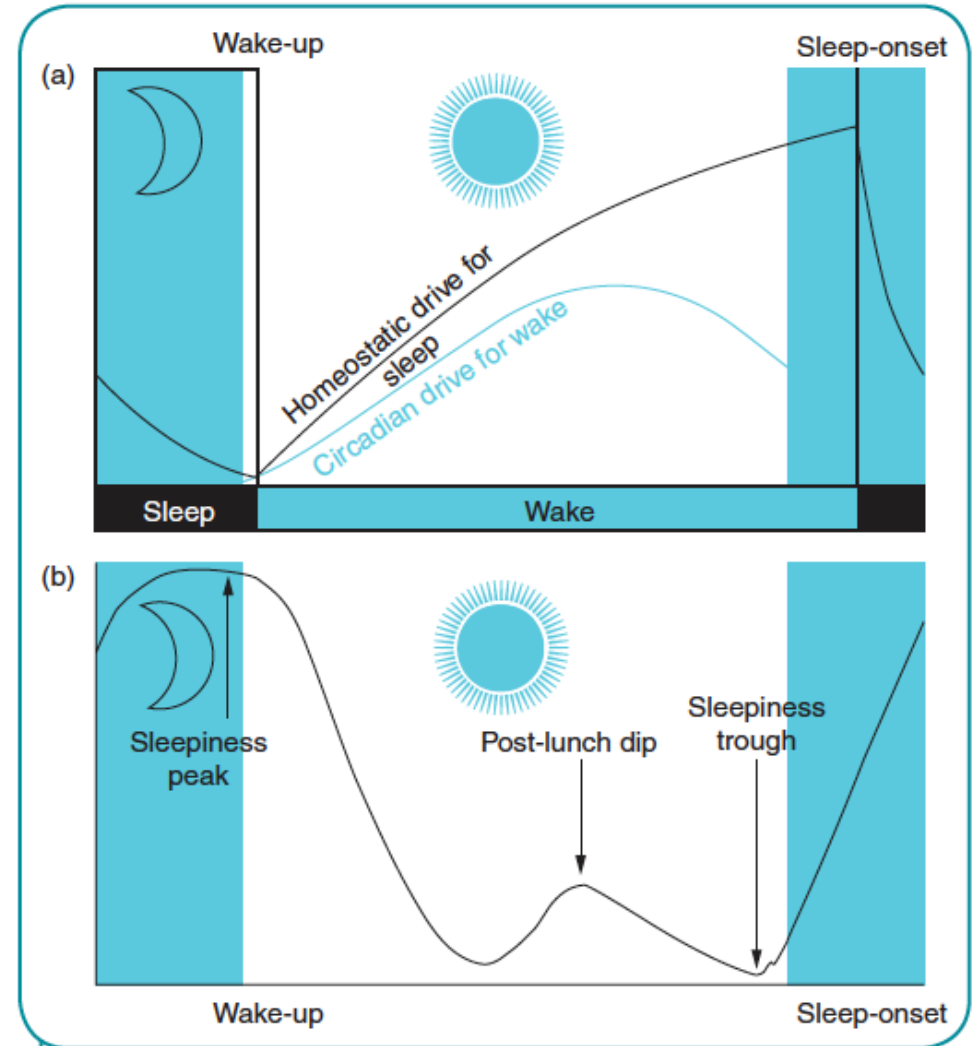 Wake-up
Sleep-onset
(a)
Homeostatic drive for
sleep
Circadian drive for wake
Sleep
Wake
(b)
Sleepiness
peak
Post-lunch dip
Sleepiness
trough
Wake-up
Sleep-onset